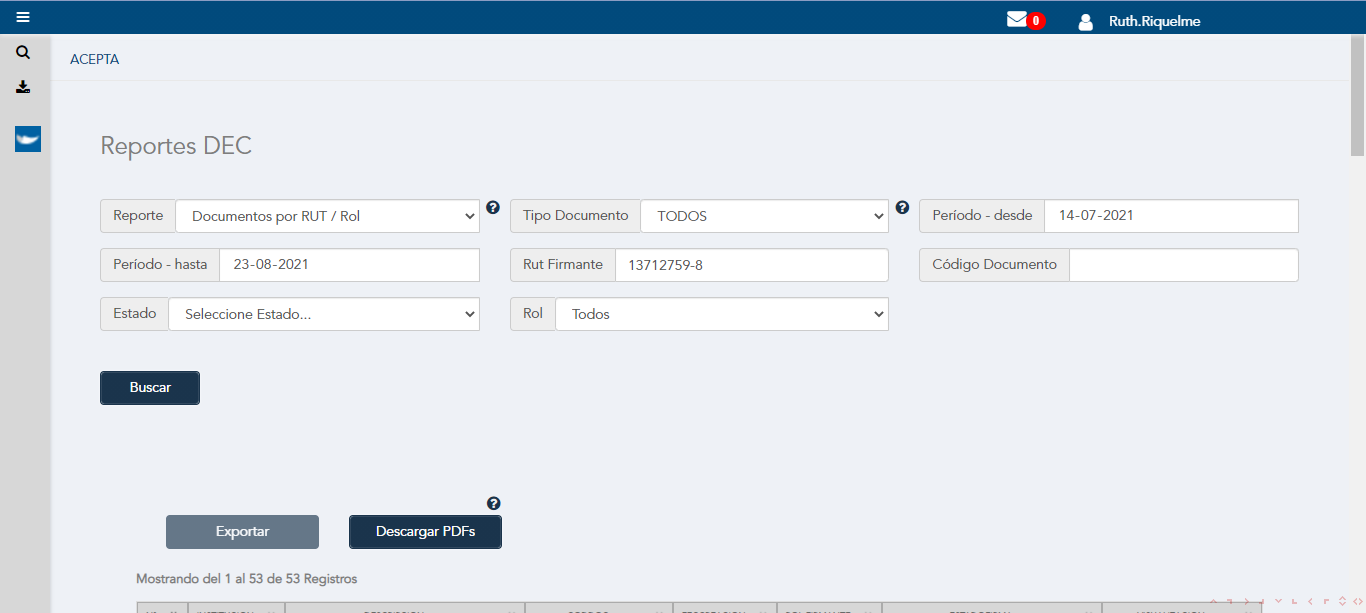 0 Ruth.Riquelme
ACEPTA
Reportes DEC
Reporte Documentos por RUT / Rol Tipo Documento TODOS Período - desde 14-07-2021
Período - hasta 23-08-2021 Rut Firmante 13712759-8 Código Documento
Estado Seleccione Estado... Rol Todos
Buscar
Exportar Descargar PDFs
Mostrando del 1 al 53 de 53 Registros